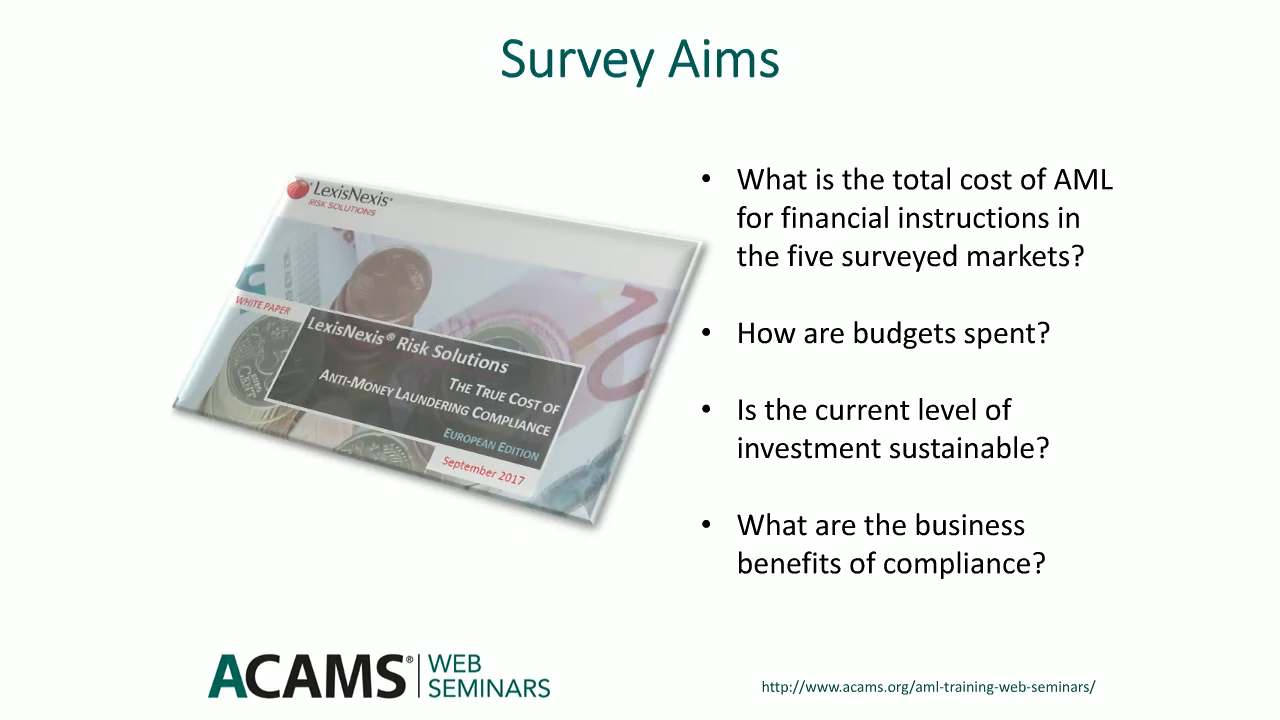 Survey Aims
LexisNexis®
RISK SOLUTIONS
WHITE PAPER
LexisNexis® Risk Solutions
THE TRUE COST OF
ANTI-MONEY LAUNDERING COMPLIANCE
EUROPEAN EDITION
September 2017
• What is the total cost of AML
for financial instructions in
the five surveyed markets?
• How are budgets spent?
• Is the current level of
investment sustainable?
• What are the business
benefits of compliance?
ACAMS® WEB
SEMINARS
http://www.acams.org/aml-training-web-seminars/